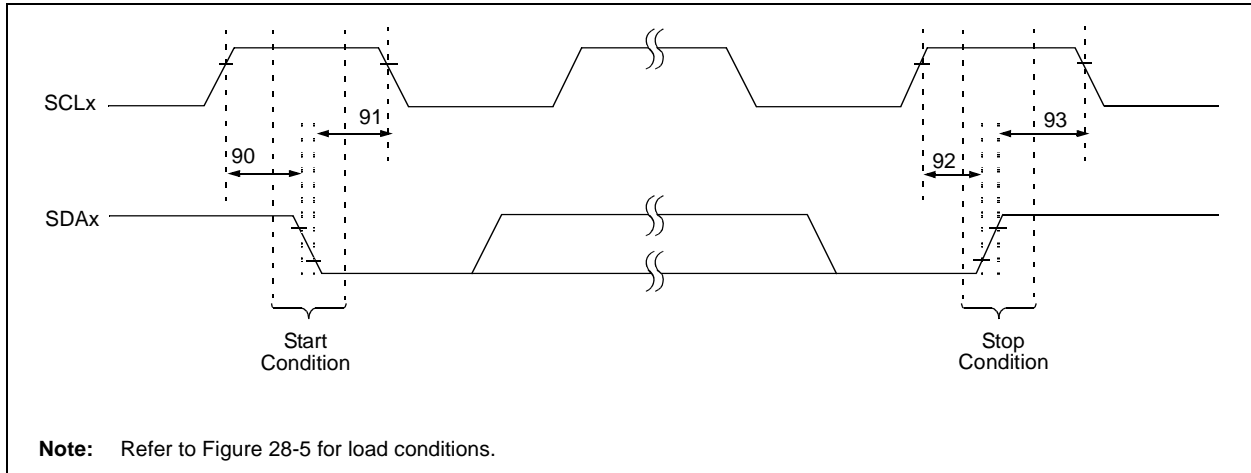 SCLx
91
93
90
92
SDAx
Start
Condition
Stop
Condition
Note: Refer to Figure 28-5 for load conditions.